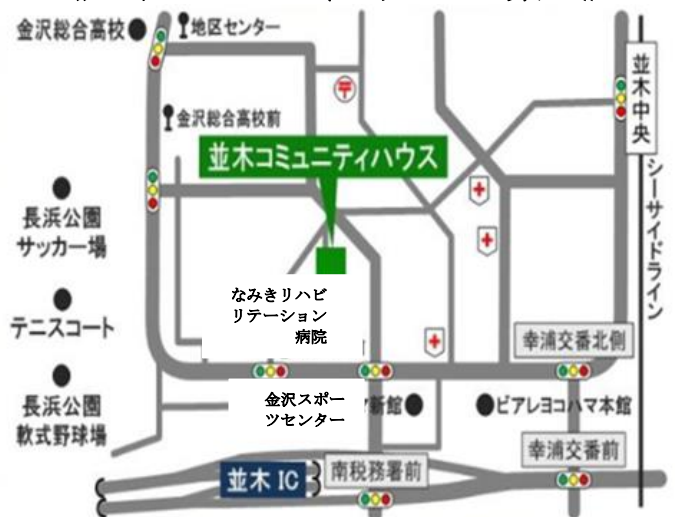 金沢総合高校
地区センター
金沢総合高校前
並木コミュニティハウス
並木中央
シーサイドライン
長浜公園
サッカー場
テニスコート
長浜公園
軟式野球場
なみきリハビ
リテーション
病院
幸浦交番北側
金沢スポー
ツセンター
新館
ビアレヨコハマ本館
幸浦交番前
並木 IC
南税務署前